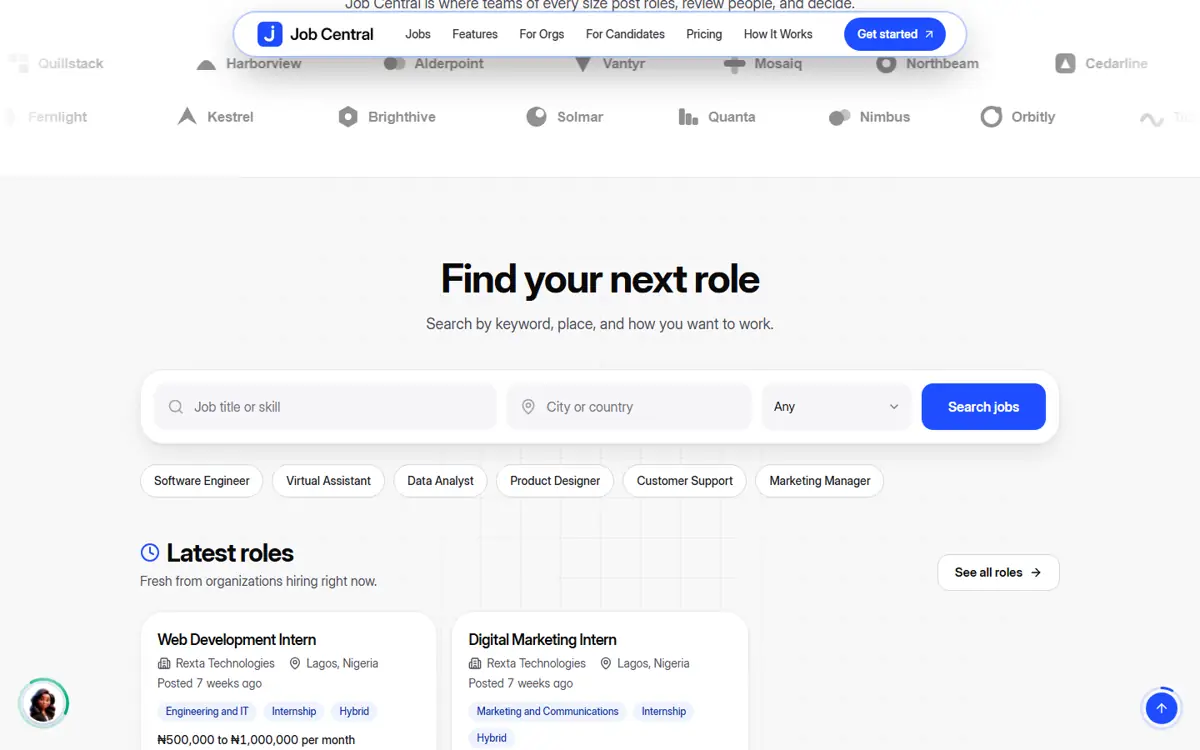 Job Central is where teams of every size post roles, review people, and decide.
Job Central
Jobs
Features
For Orgs
For Candidates
Pricing
How It Works
Get started
Quillstack
Harborview
Alderpoint
Vantyr
Mosaiq
Northbeam
Cedarline
Fernlight
Kestrel
Brighthive
Solmar
Quanta
Nimbus
Orbitly
Find your next role
Search by keyword, place, and how you want to work.
Job title or skill
City or country
Any
Search jobs
Software Engineer
Virtual Assistant
Data Analyst
Product Designer
Customer Support
Marketing Manager
Latest roles
Fresh from organizations hiring right now.
See all roles
Web Development Intern
Rexta Technologies
Lagos, Nigeria
Posted 7 weeks ago
Engineering and IT
Internship
Hybrid
₦500,000 to ₦1,000,000 per month
Digital Marketing Intern
Rexta Technologies
Lagos, Nigeria
Posted 7 weeks ago
Marketing and Communications
Internship
Hybrid